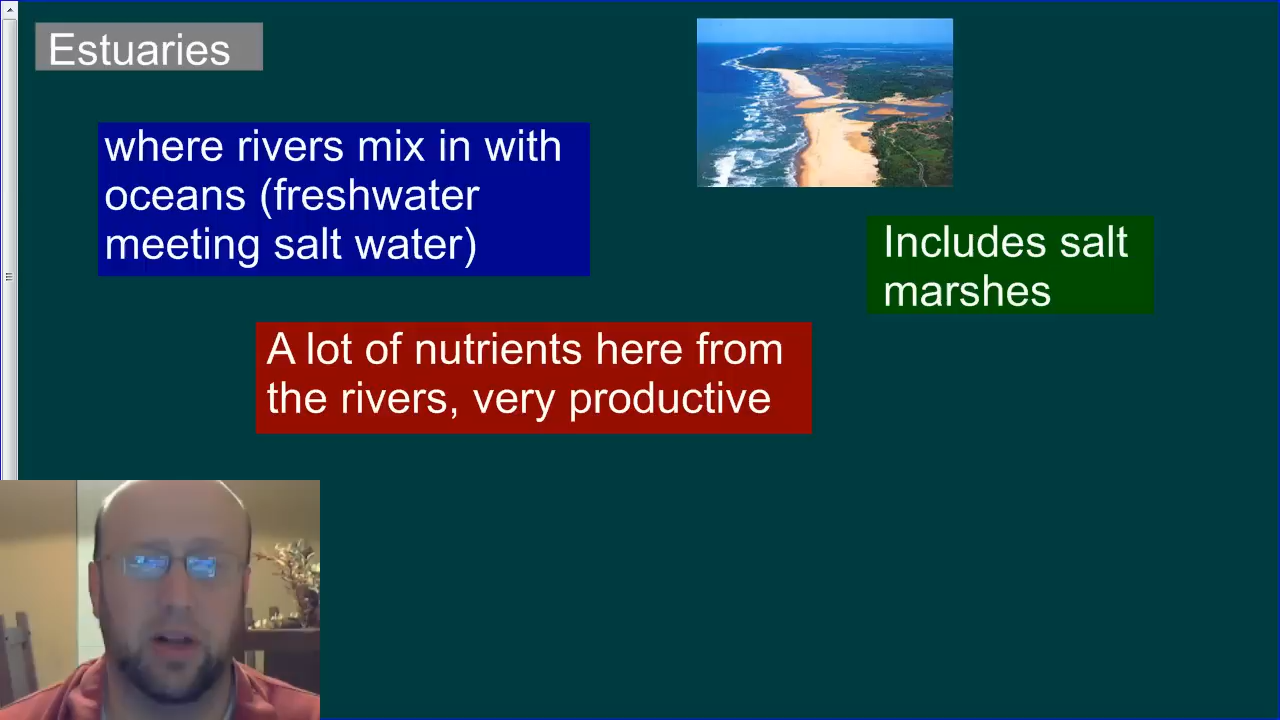 Estuaries
where rivers mix in with
oceans (freshwater
meeting salt water)
Includes salt
marshes
A lot of nutrients here from
the rivers, very productive